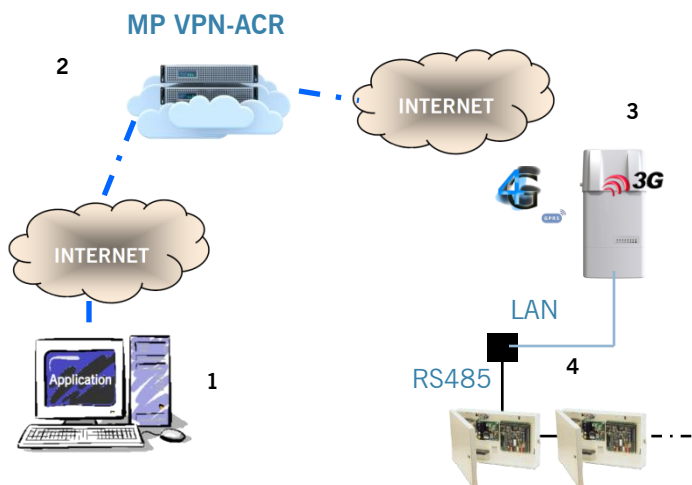 MP VPN-ACR
2
INTERNET
3
4G
3G
GPRS
INTERNET
LAN
Application
1
4
RS485